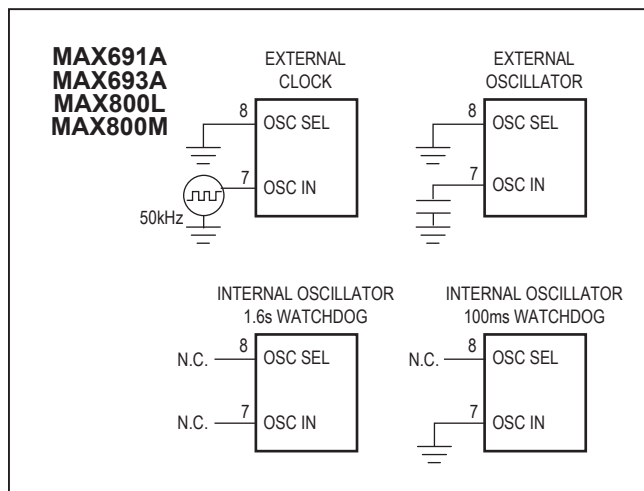 MAX691A
MAX693A
MAX800L
MAX800M
EXTERNAL
CLOCK
8
OSC SEL
7
OSC IN
50kHz
EXTERNAL
OSCILLATOR
8
OSC SEL
7
OSC IN
INTERNAL OSCILLATOR
1.6s WATCHDOG
N.C.
8
OSC SEL
N.C.
7
OSC IN
INTERNAL OSCILLATOR
100ms WATCHDOG
N.C.
8
OSC SEL
7
OSC IN